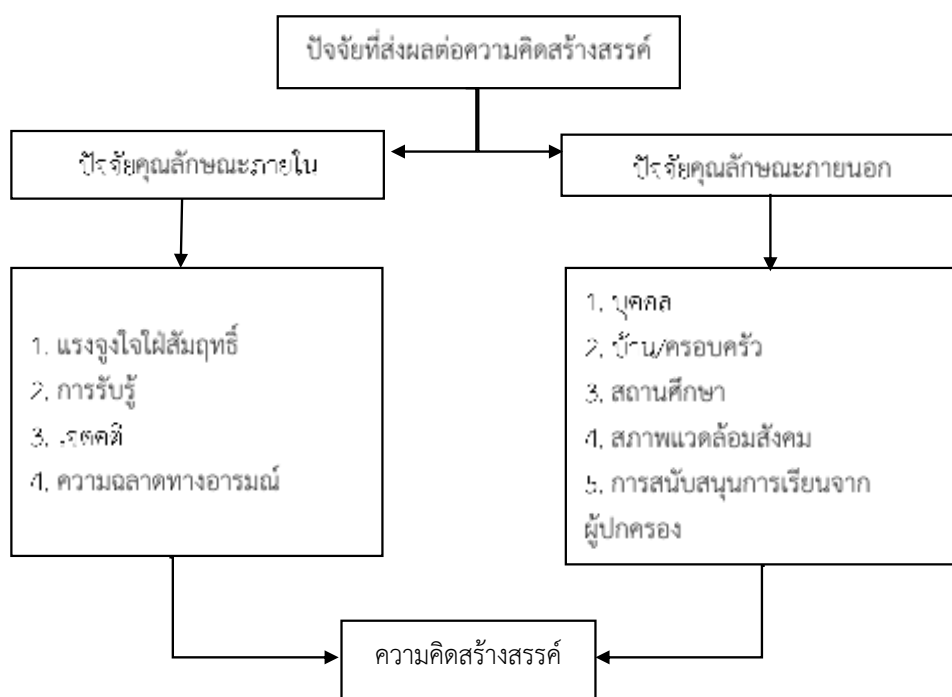 ปัจจัยที่ส่งผลต่อความคิดสร้างสรรค์
ปัจจัยคุณลักษณะภายใน
ปัจจัยคุณลักษณะภายนอก
1. แรงจูงใจใฝ่สัมฤทธิ์
2. การรับรู้
3. เจตคติ
4. ความฉลาดทางอารมณ์
1. บุคคล
2. บ้าน/ครอบครัว
3. สถานศึกษา
4. สภาพแวดล้อมสังคม
5. การสนับสนุนการเรียนจาก
ผู้ปกครอง
ความคิดสร้างสรรค์